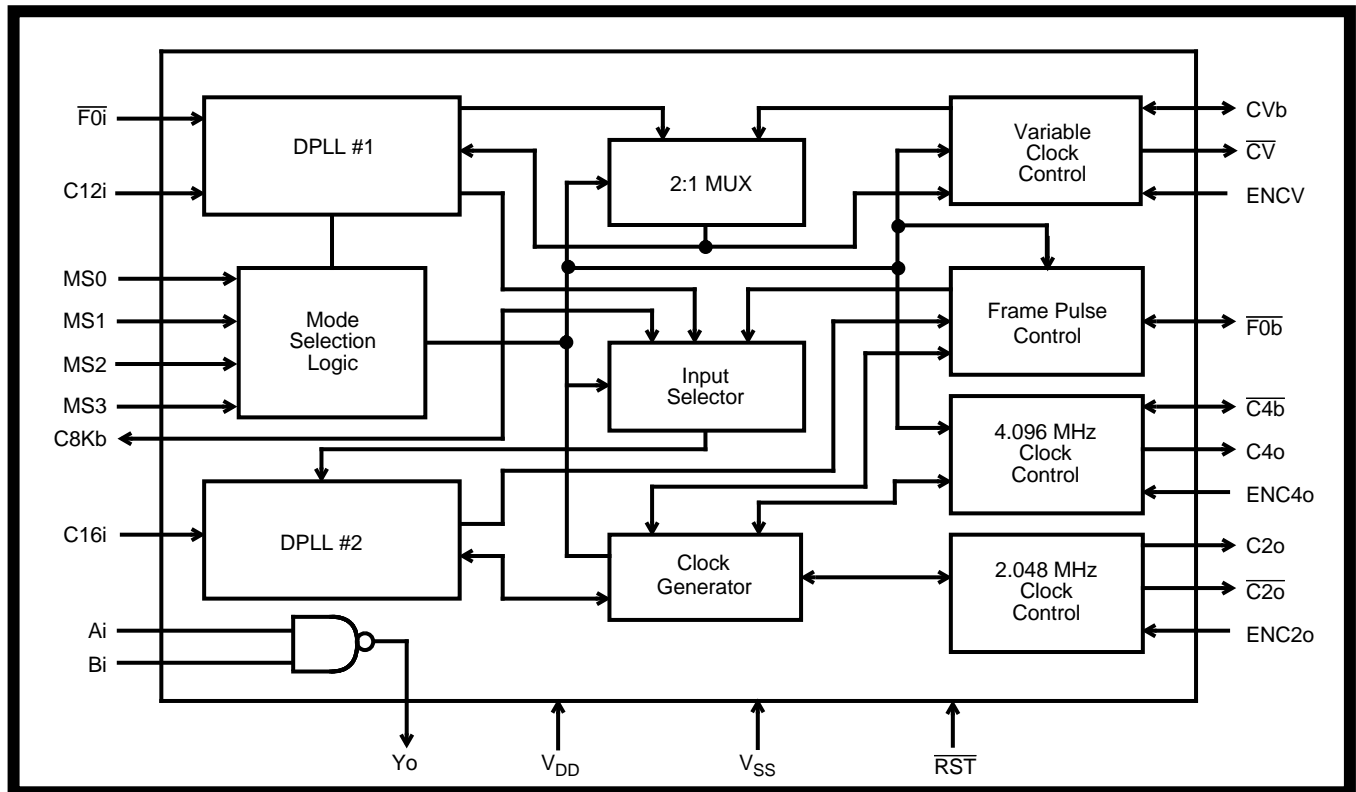 F0i
C12i
MS0
MS1
MS2
MS3
C8Kb
C16i
Ai
Bi
DPLL #1
Mode
Selection
Logic
DPLL #2
2:1 MUX
Input
Selector
Clock
Generator
Variable
Clock
Control
Frame Pulse
Control
4.096 MHz
Clock
Control
2.048 MHz
Clock
Control
CVb
CV
ENCV
F0b
C4b
C4o
ENC4o
C2o
C2o
ENC2o
Yo
VDD
VSS
RST